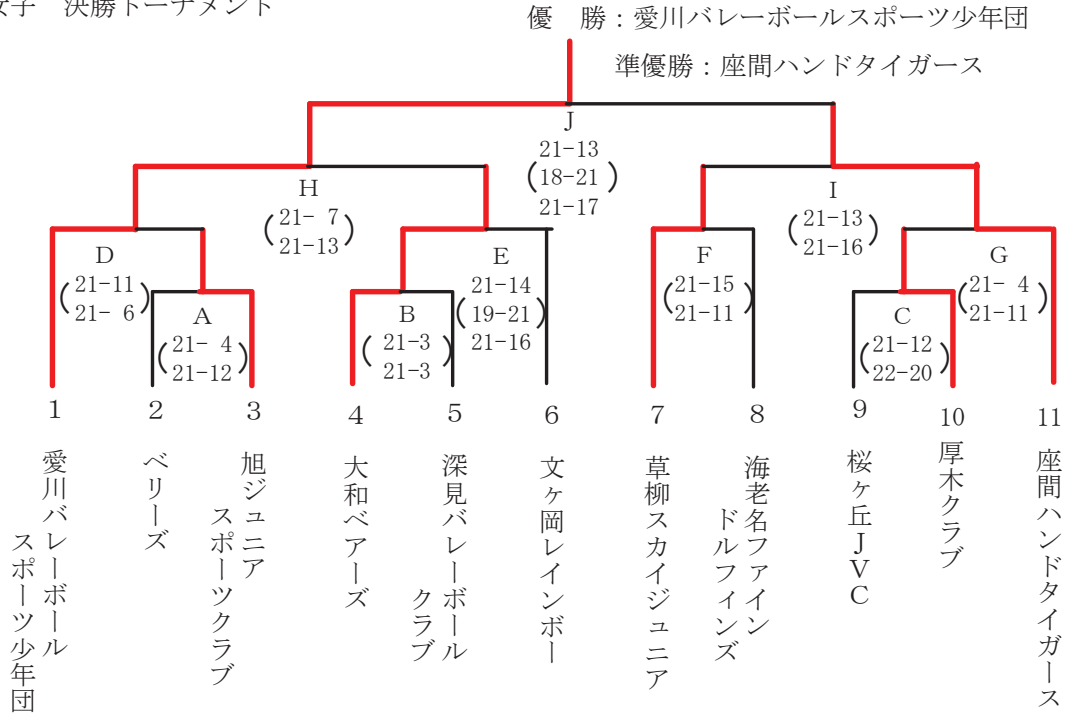 女子 決勝トーナメント
優 勝：愛川バレーボールスポーツ少年団
準優勝：座間ハンドタイガース
J
21-13
(18-21)
21-17
H
(21- 7
21-13)
I
(21-13
21-16)
D
(21-11
21- 6)
E
21-14
(19-21)
21-16
F
(21-15
21-11)
G
(21- 4
21-11)
A
(21- 4
21-12)
B
(21-3
21-3)
C
(21-12
22-20)
1
2
3
4
5
6
7
8
9
10
11
愛川バレーボール
スポーツ少年団
ベリーズ
旭ジュニア
スポーツクラブ
大和ベアーズ
深見バレーボール
クラブ
文ヶ岡レインボー
草柳スカイジュニア
海老名ファイン
ドルフィンズ
桜ヶ丘JVC
厚木クラブ
座間ハンドタイガース